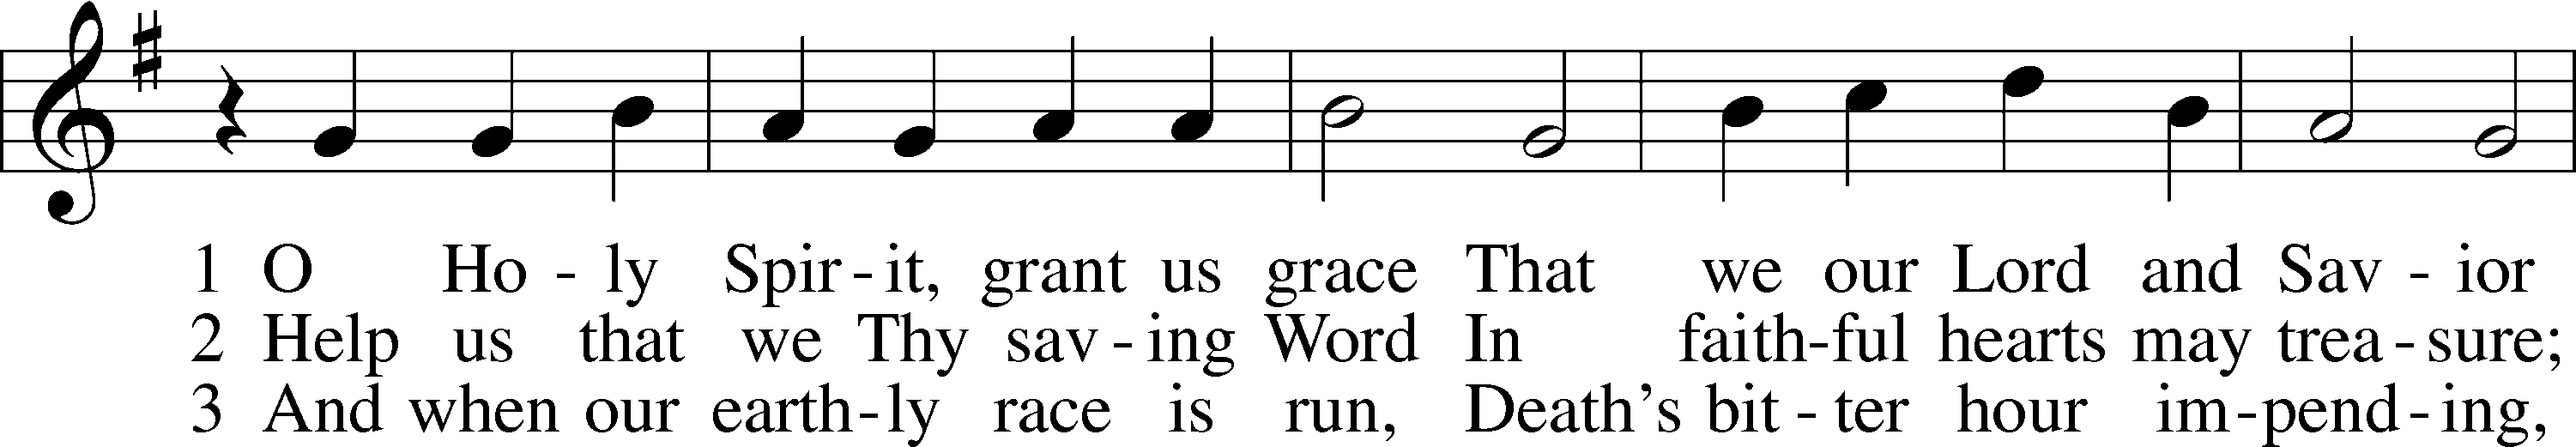 1 O Ho - ly Spir - it, grant us grace That we our Lord and Sav - ior
2 Help us that we Thy sav - ing Word In faith - ful hearts may trea - sure;
3 And when our earth - ly race is run, Death's bit - ter hour im - pend - ing,